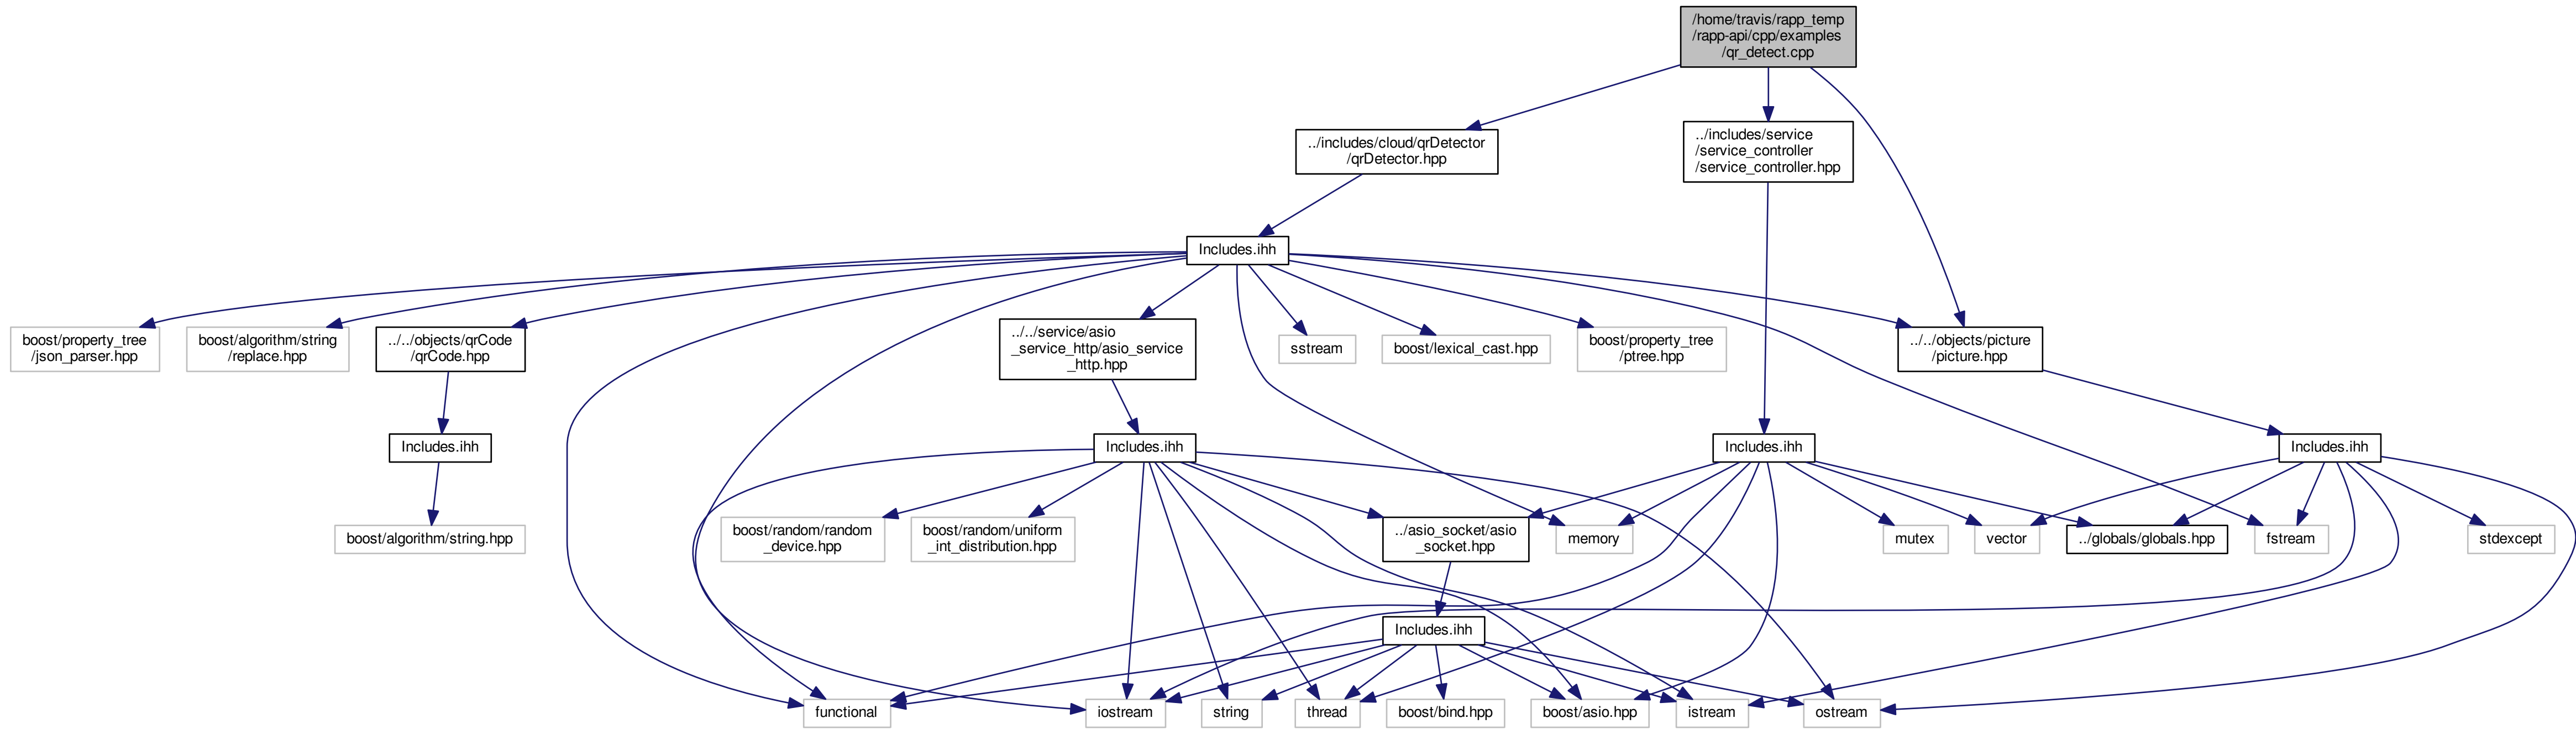 /home/travis/rapp_temp
/rapp-api/cpp/examples
/qr_detect.cpp
../includes/cloud/qrDetector
/qrDetector.hpp
../includes/service
/service_controller
/service_controller.hpp
Includes.ihh
boost/property_tree
/json_parser.hpp
boost/algorithm/string
/replace.hpp
../../objects/qrCode
/qrCode.hpp
../../service/asio
_service_http/asio_service
_http.hpp
sstream
boost/lexical_cast.hpp
boost/property_tree
/ptree.hpp
../../objects/picture
/picture.hpp
Includes.ihh
Includes.ihh
Includes.ihh
Includes.ihh
boost/algorithm/string.hpp
boost/random/random
_device.hpp
boost/random/uniform
_int_distribution.hpp
../asio_socket/asio
_socket.hpp
memory
mutex
vector
../globals/globals.hpp
fstream
stdexcept
Includes.ihh
functional
iostream
string
thread
boost/bind.hpp
boost/asio.hpp
istream
ostream